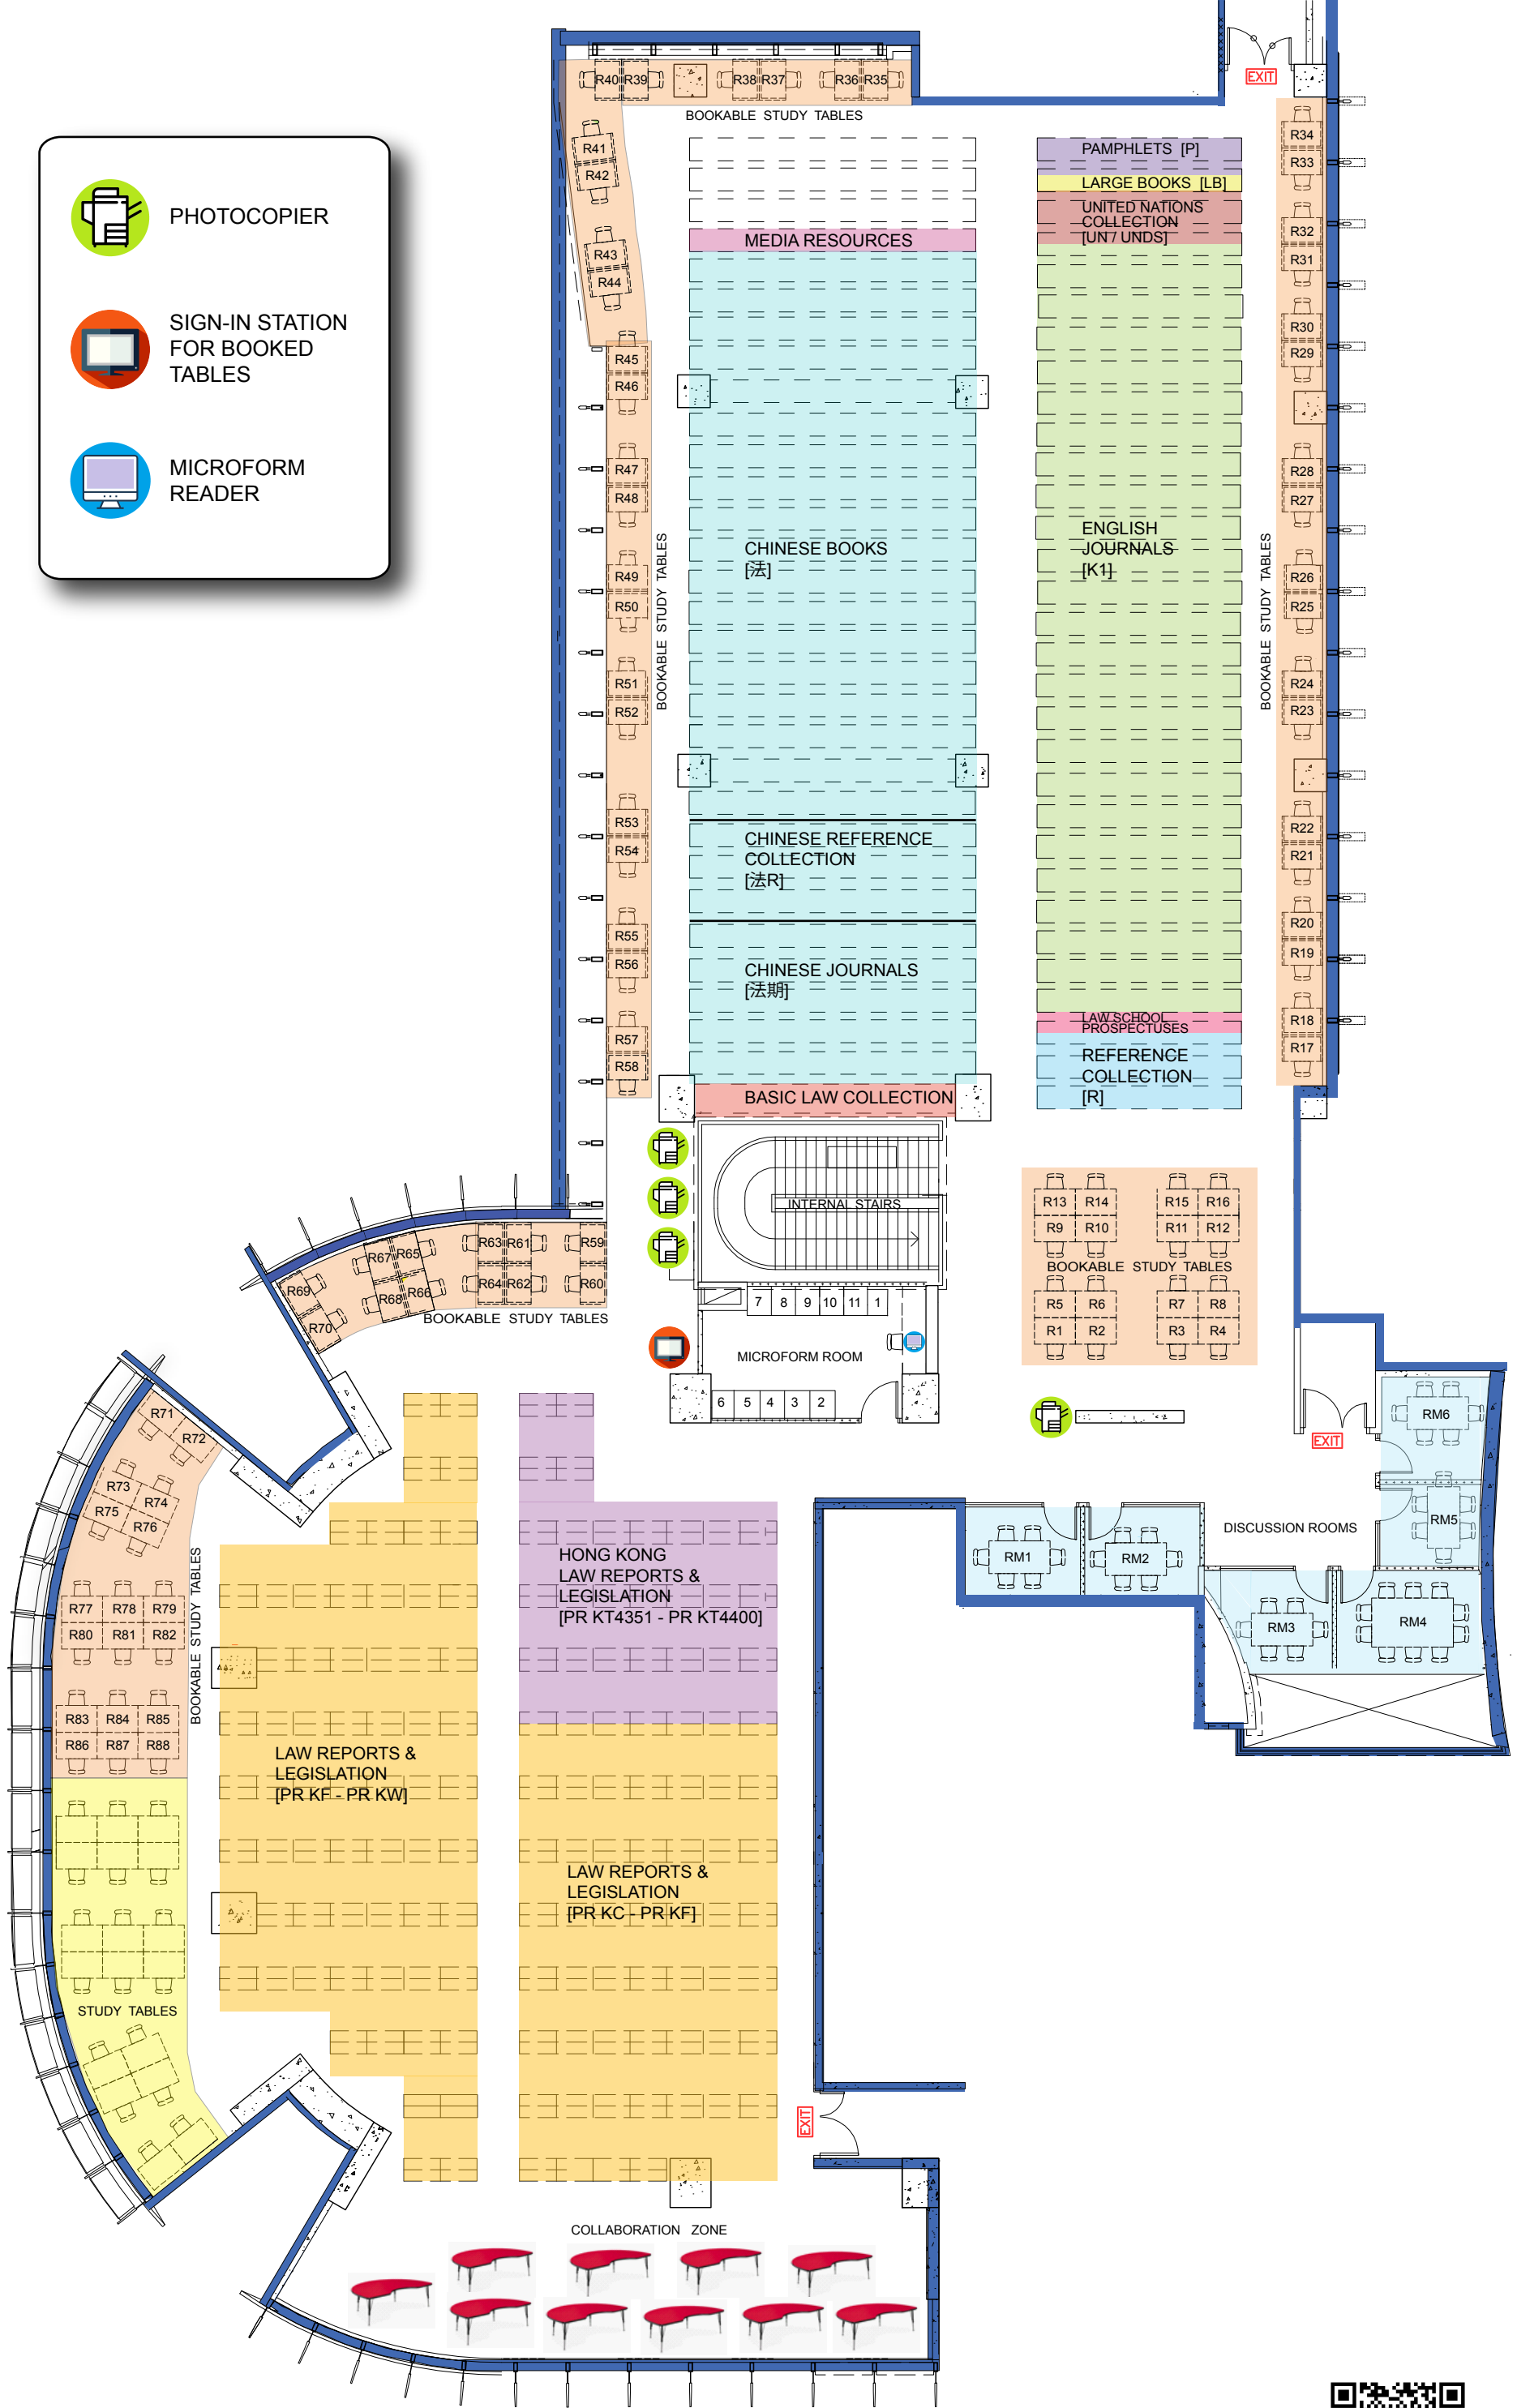 PHOTOCOPIER
SIGN-IN STATION
FOR BOOKED
TABLES
MICROFORM
READER
EXIT
R40 R39 R38 R37 R36 R35
BOOKABLE STUDY TABLES
R41
R42
R43
R44
R45
R46
R47
R48
R49
R50
R51
R52
R53
R54
R55
R56
R57
R58
BOOKABLE STUDY TABLES
MEDIA RESOURCES
CHINESE BOOKS
[法]
CHINESE REFERENCE
COLLECTION
[法R]
CHINESE JOURNALS
[法期]
BASIC LAW COLLECTION
PAMPHLETS [P]
LARGE BOOKS [LB]
UNITED NATIONS
COLLECTION
[UN / UNDS]
ENGLISH
JOURNALS
[K1]
LAW SCHOOL
PROSPECTUSES
REFERENCE
COLLECTION
[R]
BOOKABLE STUDY TABLES
R34
R33
R32
R31
R30
R29
R28
R27
R26
R25
R24
R23
R22
R21
R20
R19
R18
R17
INTERNAL STAIRS
7 8 9 10 11 1
MICROFORM ROOM
6 5 4 3 2
R13 R14 R15 R16
R9 R10 R11 R12
BOOKABLE STUDY TABLES
R5 R6 R7 R8
R1 R2 R3 R4
R67 R65 R63 R61 R59
R68 R66 R64 R62 R60
R69
R70
BOOKABLE STUDY TABLES
R71
R72
R73
R74
R75
R76
R77 R78 R79
R80 R81 R82
R83 R84 R85
R86 R87 R88
BOOKABLE STUDY TABLES
STUDY TABLES
HONG KONG
LAW REPORTS &
LEGISLATION
[PR KT4351 - PR KT4400]
LAW REPORTS &
LEGISLATION
[PR KF - PR KW]
LAW REPORTS &
LEGISLATION
[PR KC - PR KF]
EXIT
RM6
RM5
DISCUSSION ROOMS
RM1
RM2
RM3
RM4
EXIT
COLLABORATION ZONE